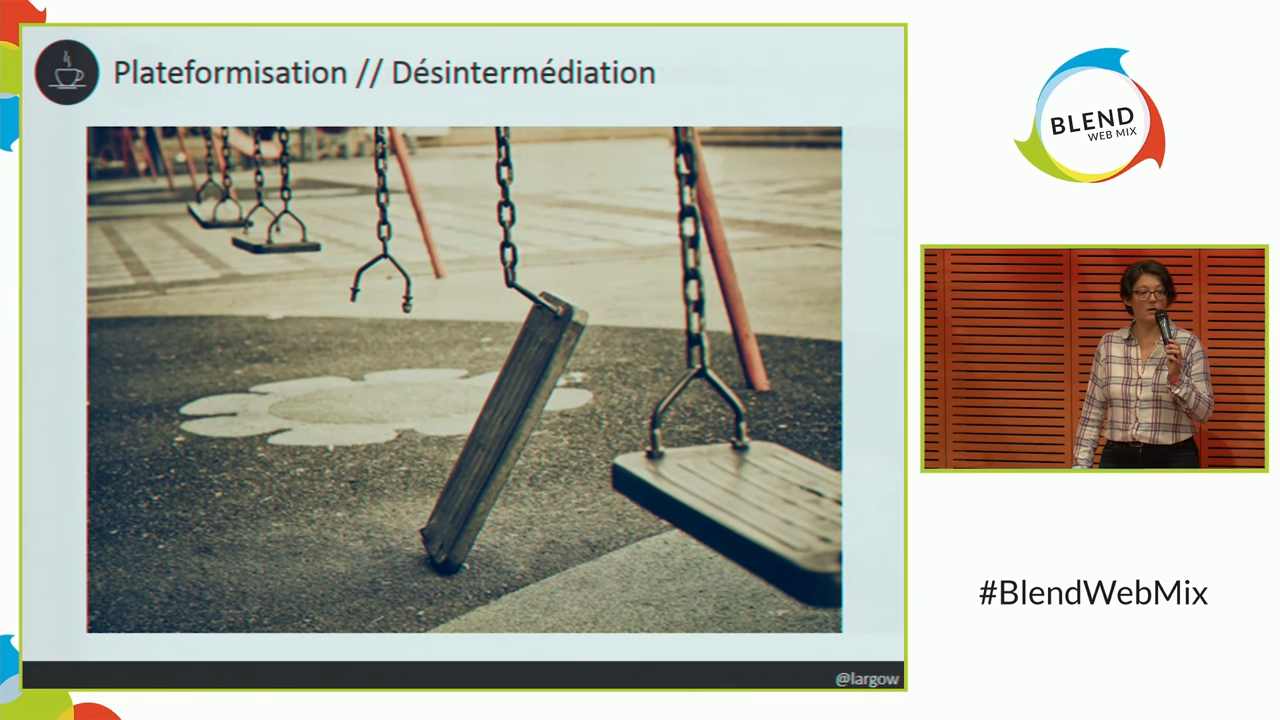 Plateformisation // Désintermédiation
BLEND
WEB MIX
#BlendWebMix
@largow